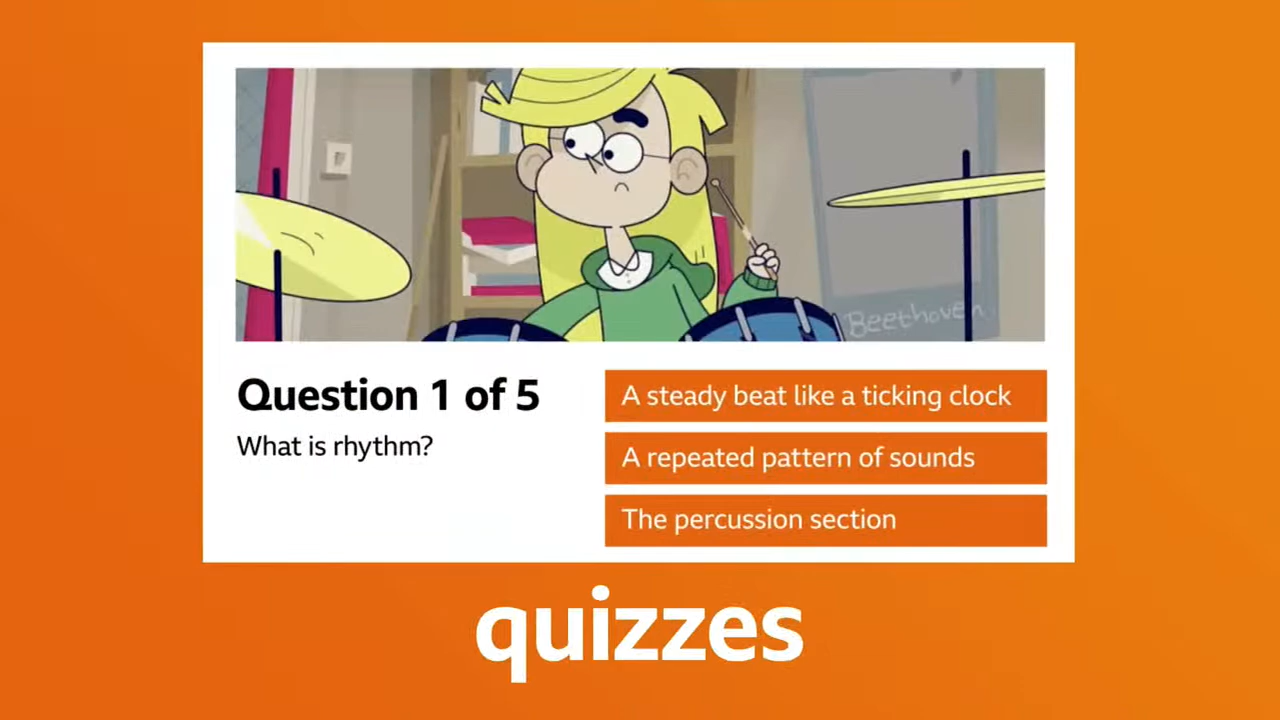 Beethoven
Question 1 of 5
What is rhythm?
A steady beat like a ticking clock
A repeated pattern of sounds
The percussion section
quizzes